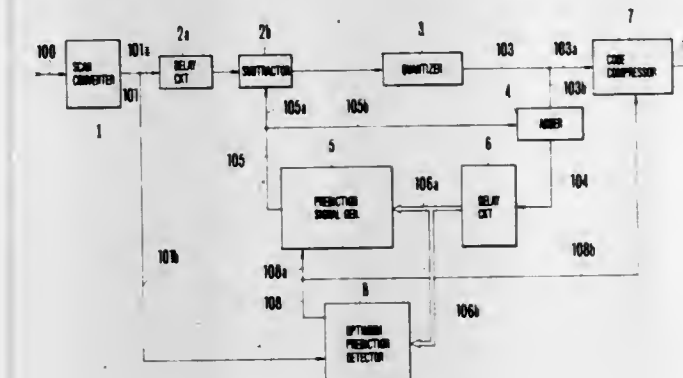 7
2a
2b
3
100
101a
103
103a
SCAN
CONVERTER
DELAY
CKT
SUBTRACTOR
QUANTIZER
CODE
COMPRESSOR
101
103b
4
1
105a
105b
ADDER
5
6
105
106a
104
PREDICTION
SIGNAL GEN.
DELAY
CKT
101b
108a
108b
108
8
106b
OPTIMUM
PREDICTION
DETECTOR